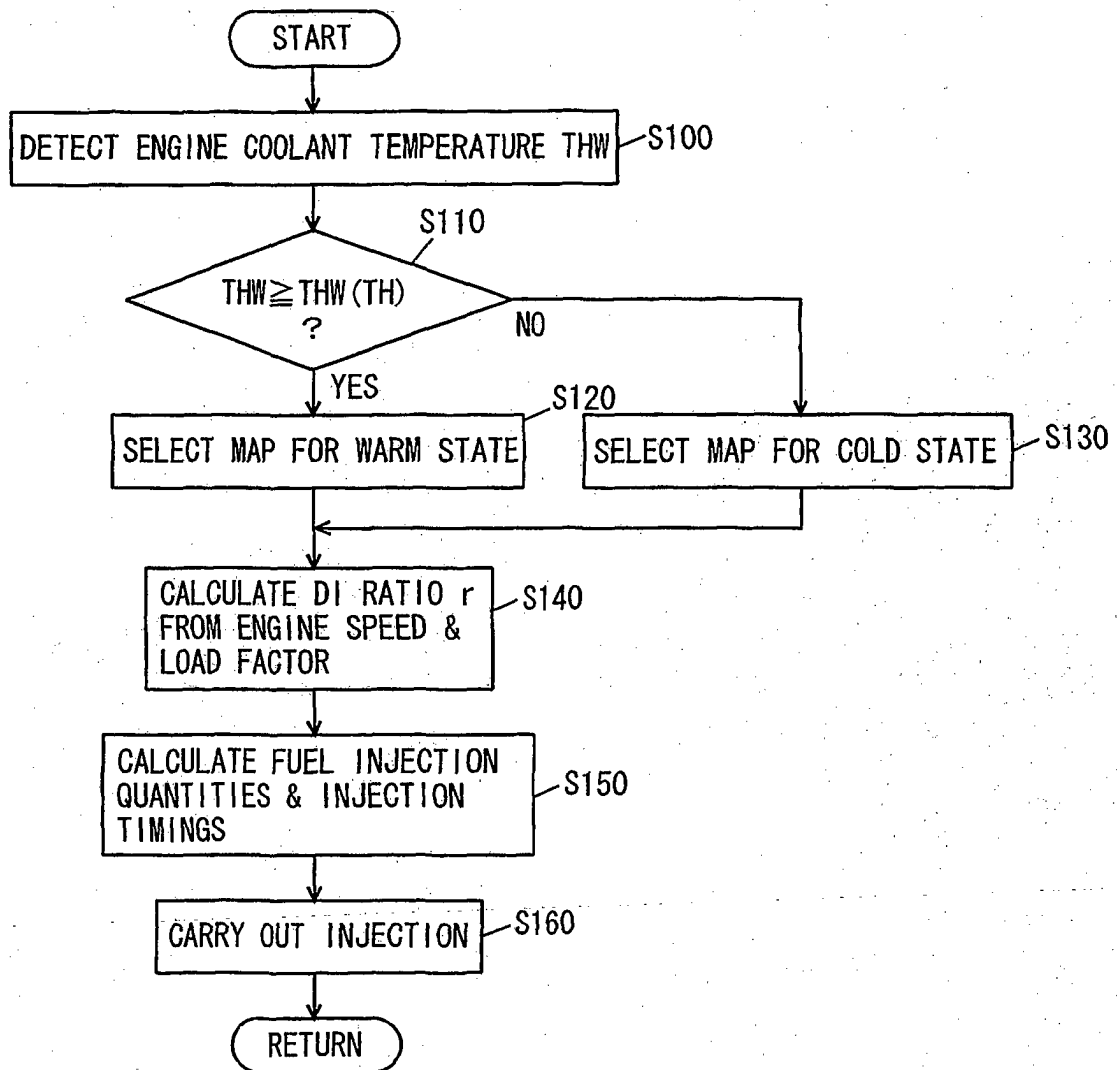 START
DETECT ENGINE COOLANT TEMPERATURE THW
S100
S110
THW≧THW(TH)
?
NO
YES
S120
SELECT MAP FOR WARM STATE
SELECT MAP FOR COLD STATE
S130
CALCULATE DI RATIO r
FROM ENGINE SPEED &
LOAD FACTOR
S140
CALCULATE FUEL INJECTION
QUANTITIES & INJECTION
TIMINGS
S150
CARRY OUT INJECTION
S160
RETURN